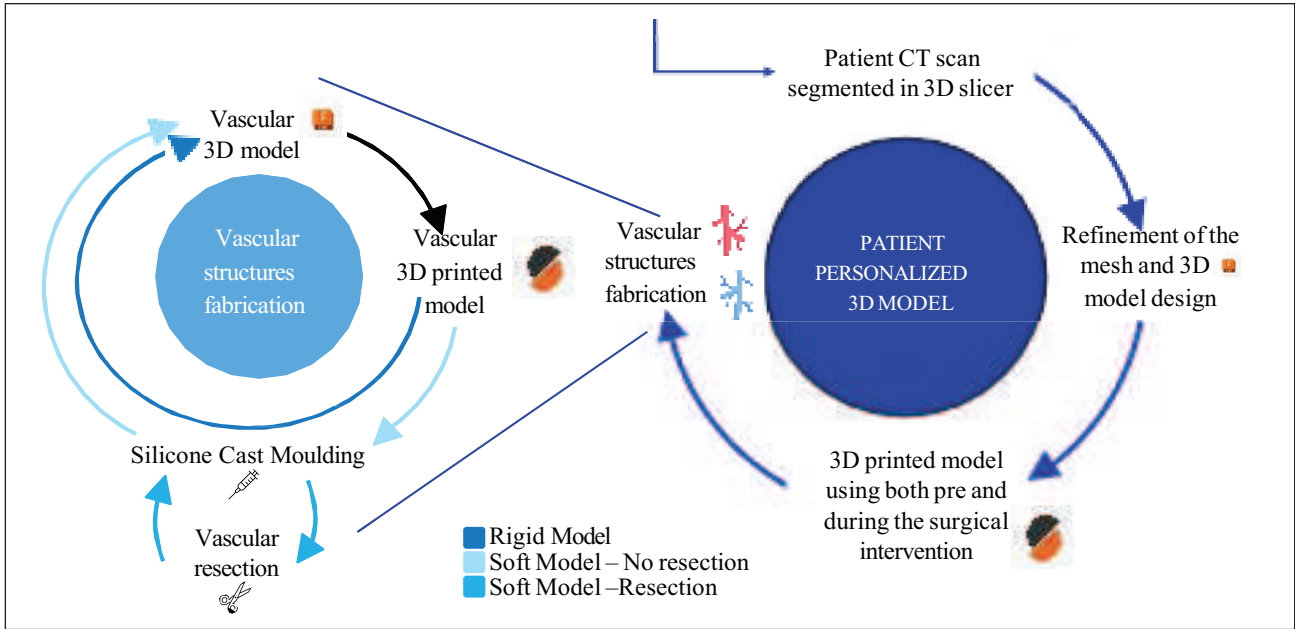 Patient CT scan
segmented in 3D slicer
Refinement of the
mesh and 3D
model design
3D printed model
using both pre and
during the surgical
intervention
Vascular
structures
fabrication
PATIENT
PERSONALIZED
3D MODEL
Vascular
3D model
Vascular
3D printed
model
Vascular
structures
fabrication
Silicone Cast Moulding
Vascular
resection
Rigid Model
Soft Model – No resection
Soft Model –Resection